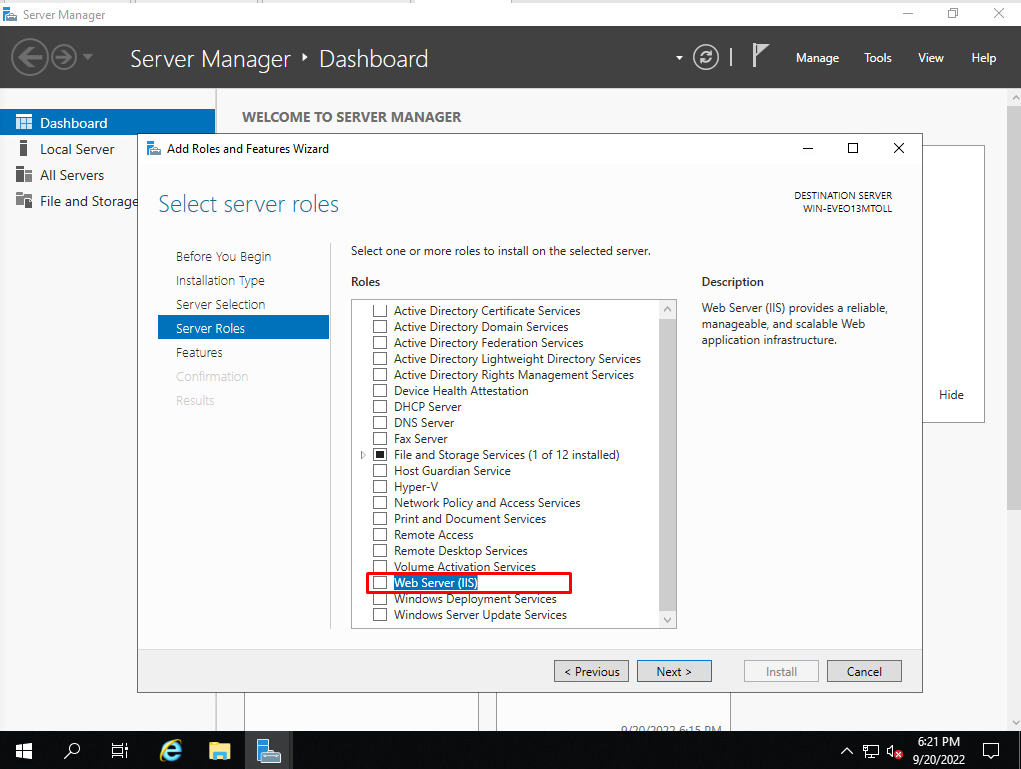 Server Manager
Server Manager ‣ Dashboard
Manage Tools View Help
Dashboard
Local Server
All Servers
File and Storage
WELCOME TO SERVER MANAGER
Hide
Add Roles and Features Wizard
Select server roles
DESTINATION SERVER
WIN-EVEO13MTOLL
Before You Begin
Installation Type
Server Selection
Server Roles
Features
Confirmation
Results
Select one or more roles to install on the selected server.
Roles
Active Directory Certificate Services
Active Directory Domain Services
Active Directory Federation Services
Active Directory Lightweight Directory Services
Active Directory Rights Management Services
Device Health Attestation
DHCP Server
DNS Server
Fax Server
File and Storage Services (1 of 12 installed)
Host Guardian Service
Hyper-V
Network Policy and Access Services
Print and Document Services
Remote Access
Remote Desktop Services
Volume Activation Services
Web Server (IIS)
Windows Deployment Services
Windows Server Update Services
Description
Web Server (IIS) provides a reliable,
manageable, and scalable Web
application infrastructure.
< Previous Next > Install Cancel
9/20/2022 6:15 PM
6:21 PM
9/20/2022